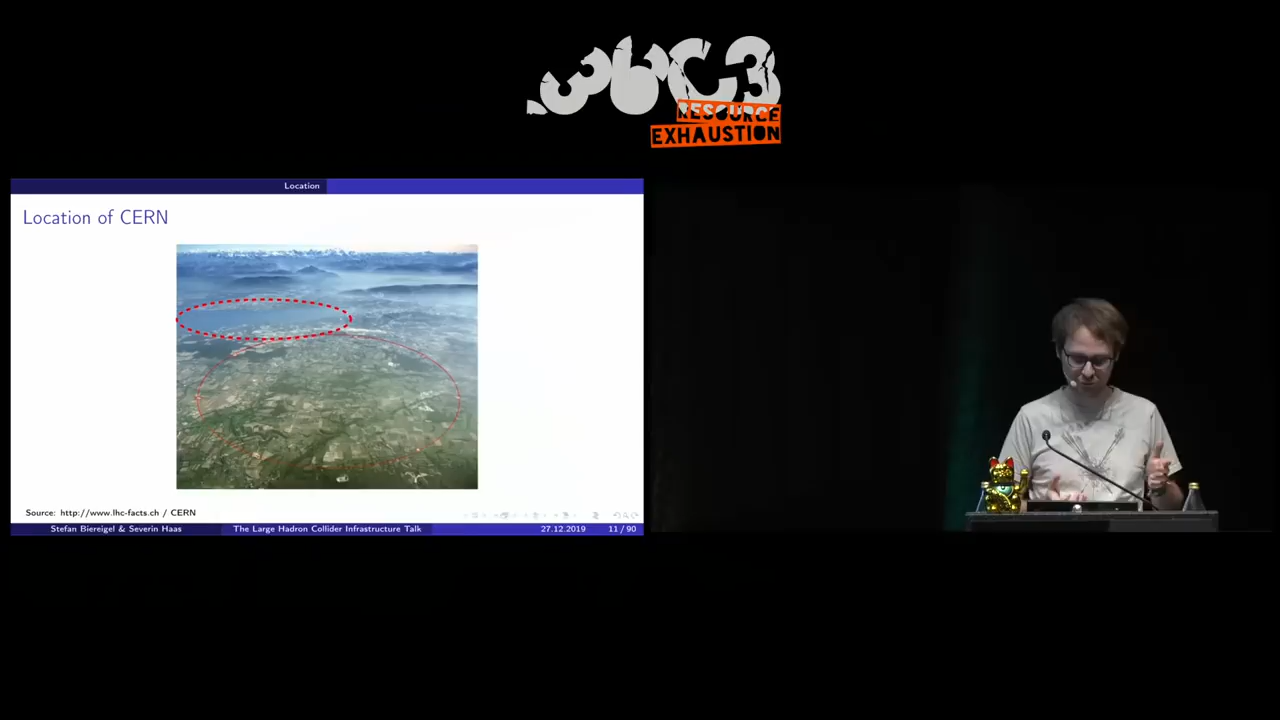 36C3
RESOURCE
EXHAUSTION
Location
Location of CERN
Source: http://www.lhc-facts.ch / CERN
Stefan Biereigel & Severin Haas
The Large Hadron Collider Infrastructure Talk
27.12.2019
11 / 90